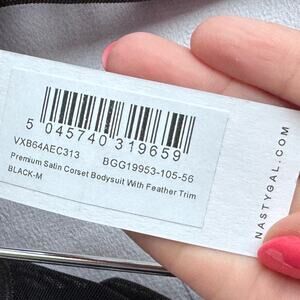 5 045740 319659
VXB64AEC313 BGG19953-105-56
Premium Satin Corset Bodysuit With Feather Trim
BLACK-M
NASTYGAL.COM